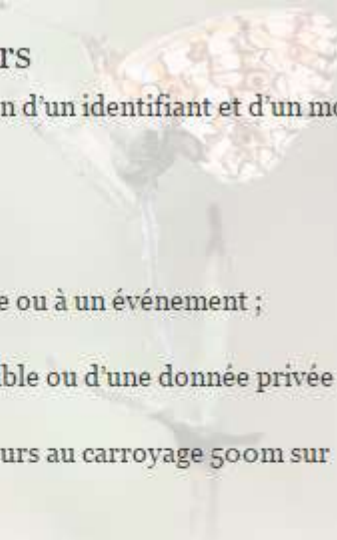 rs
n d'un identifiant et d'un mo
e ou à un événement ;
ble ou d'une donnée privée
urs au carroyage 500m sur